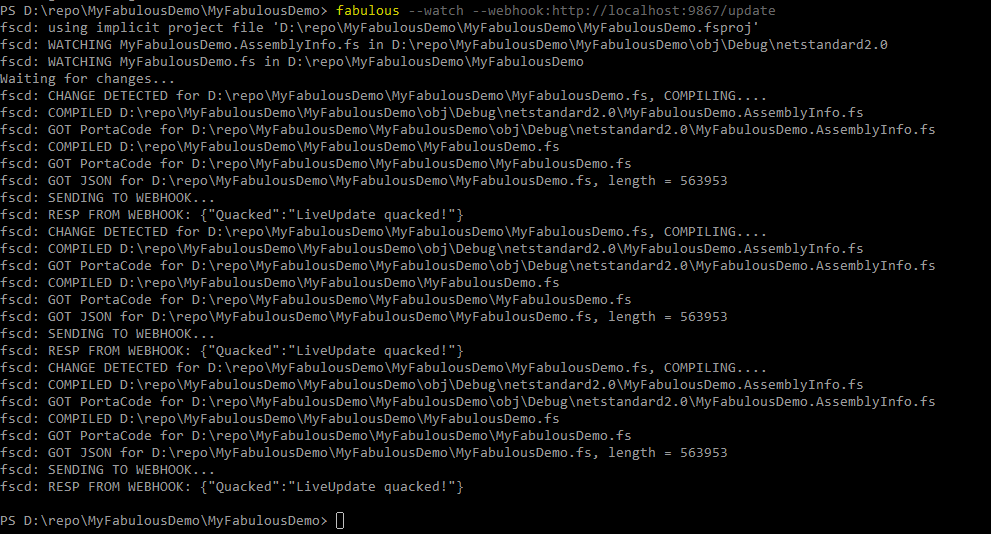 PS D:\repo\MyFabulousDemo\MyFabulousDemo> fabulous --watch --webhook:http://localhost:9867/update
fscd: using implicit project file 'D:\repo\MyFabulousDemo\MyFabulousDemo\MyFabulousDemo.fsproj'
fscd: WATCHING MyFabulousDemo.AssemblyInfo.fs in D:\repo\MyFabulousDemo\MyFabulousDemo\obj\Debug\netstandard2.0
fscd: WATCHING MyFabulousDemo.fs in D:\repo\MyFabulousDemo\MyFabulousDemo
Waiting for changes...
fscd: CHANGE DETECTED for D:\repo\MyFabulousDemo\MyFabulousDemo\MyFabulousDemo.fs, COMPILING....
fscd: COMPILED D:\repo\MyFabulousDemo\MyFabulousDemo\obj\Debug\netstandard2.0\MyFabulousDemo.AssemblyInfo.fs
fscd: GOT PortaCode for D:\repo\MyFabulousDemo\MyFabulousDemo\obj\Debug\netstandard2.0\MyFabulousDemo.AssemblyInfo.fs
fscd: COMPILED D:\repo\MyFabulousDemo\MyFabulousDemo\MyFabulousDemo.fs
fscd: GOT PortaCode for D:\repo\MyFabulousDemo\MyFabulousDemo\MyFabulousDemo.fs
fscd: GOT JSON for D:\repo\MyFabulousDemo\MyFabulousDemo\MyFabulousDemo.fs, length = 563953
fscd: SENDING TO WEBHOOK...
fscd: RESP FROM WEBHOOK: {"Quacked":"LiveUpdate quacked!"}
fscd: CHANGE DETECTED for D:\repo\MyFabulousDemo\MyFabulousDemo\MyFabulousDemo.fs, COMPILING....
fscd: COMPILED D:\repo\MyFabulousDemo\MyFabulousDemo\obj\Debug\netstandard2.0\MyFabulousDemo.AssemblyInfo.fs
fscd: GOT PortaCode for D:\repo\MyFabulousDemo\MyFabulousDemo\obj\Debug\netstandard2.0\MyFabulousDemo.AssemblyInfo.fs
fscd: COMPILED D:\repo\MyFabulousDemo\MyFabulousDemo\MyFabulousDemo.fs
fscd: GOT PortaCode for D:\repo\MyFabulousDemo\MyFabulousDemo\MyFabulousDemo.fs
fscd: GOT JSON for D:\repo\MyFabulousDemo\MyFabulousDemo\MyFabulousDemo.fs, length = 563953
fscd: SENDING TO WEBHOOK...
fscd: RESP FROM WEBHOOK: {"Quacked":"LiveUpdate quacked!"}
fscd: CHANGE DETECTED for D:\repo\MyFabulousDemo\MyFabulousDemo\MyFabulousDemo.fs, COMPILING....
fscd: COMPILED D:\repo\MyFabulousDemo\MyFabulousDemo\obj\Debug\netstandard2.0\MyFabulousDemo.AssemblyInfo.fs
fscd: GOT PortaCode for D:\repo\MyFabulousDemo\MyFabulousDemo\obj\Debug\netstandard2.0\MyFabulousDemo.AssemblyInfo.fs
fscd: COMPILED D:\repo\MyFabulousDemo\MyFabulousDemo\MyFabulousDemo.fs
fscd: GOT PortaCode for D:\repo\MyFabulousDemo\MyFabulousDemo\MyFabulousDemo.fs
fscd: GOT JSON for D:\repo\MyFabulousDemo\MyFabulousDemo\MyFabulousDemo.fs, length = 563953
fscd: SENDING TO WEBHOOK...
fscd: RESP FROM WEBHOOK: {"Quacked":"LiveUpdate quacked!"}
PS D:\repo\MyFabulousDemo\MyFabulousDemo>